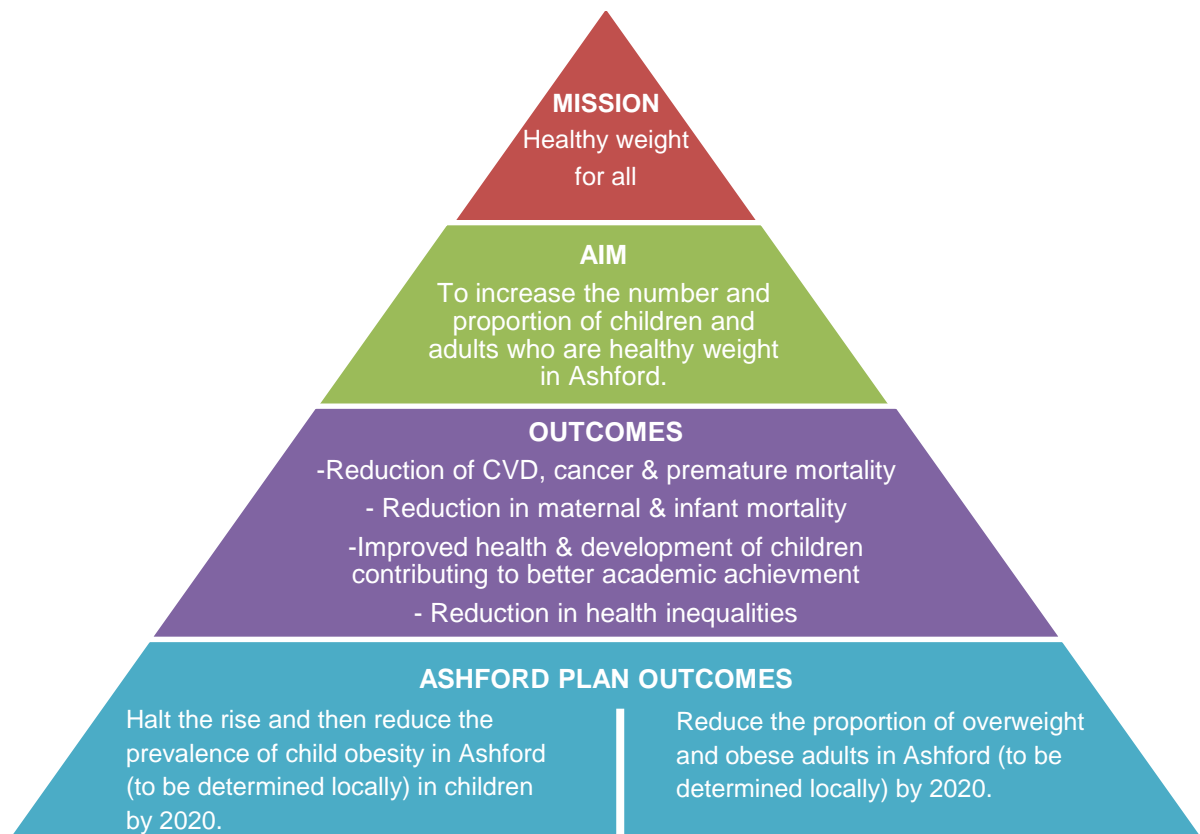 MISSION
Healthy weight
for all
AIM
To increase the number and
proportion of children and
adults who are healthy weight
in Ashford.
OUTCOMES
-Reduction of CVD, cancer & premature mortality
- Reduction in maternal & infant mortality
-Improved health & development of children
contributing to better academic achievment
- Reduction in health inequalities
ASHFORD PLAN OUTCOMES
Halt the rise and then reduce the
prevalence of child obesity in Ashford
(to be determined locally) in children
by 2020.
Reduce the proportion of overweight
and obese adults in Ashford (to be
determined locally) by 2020.